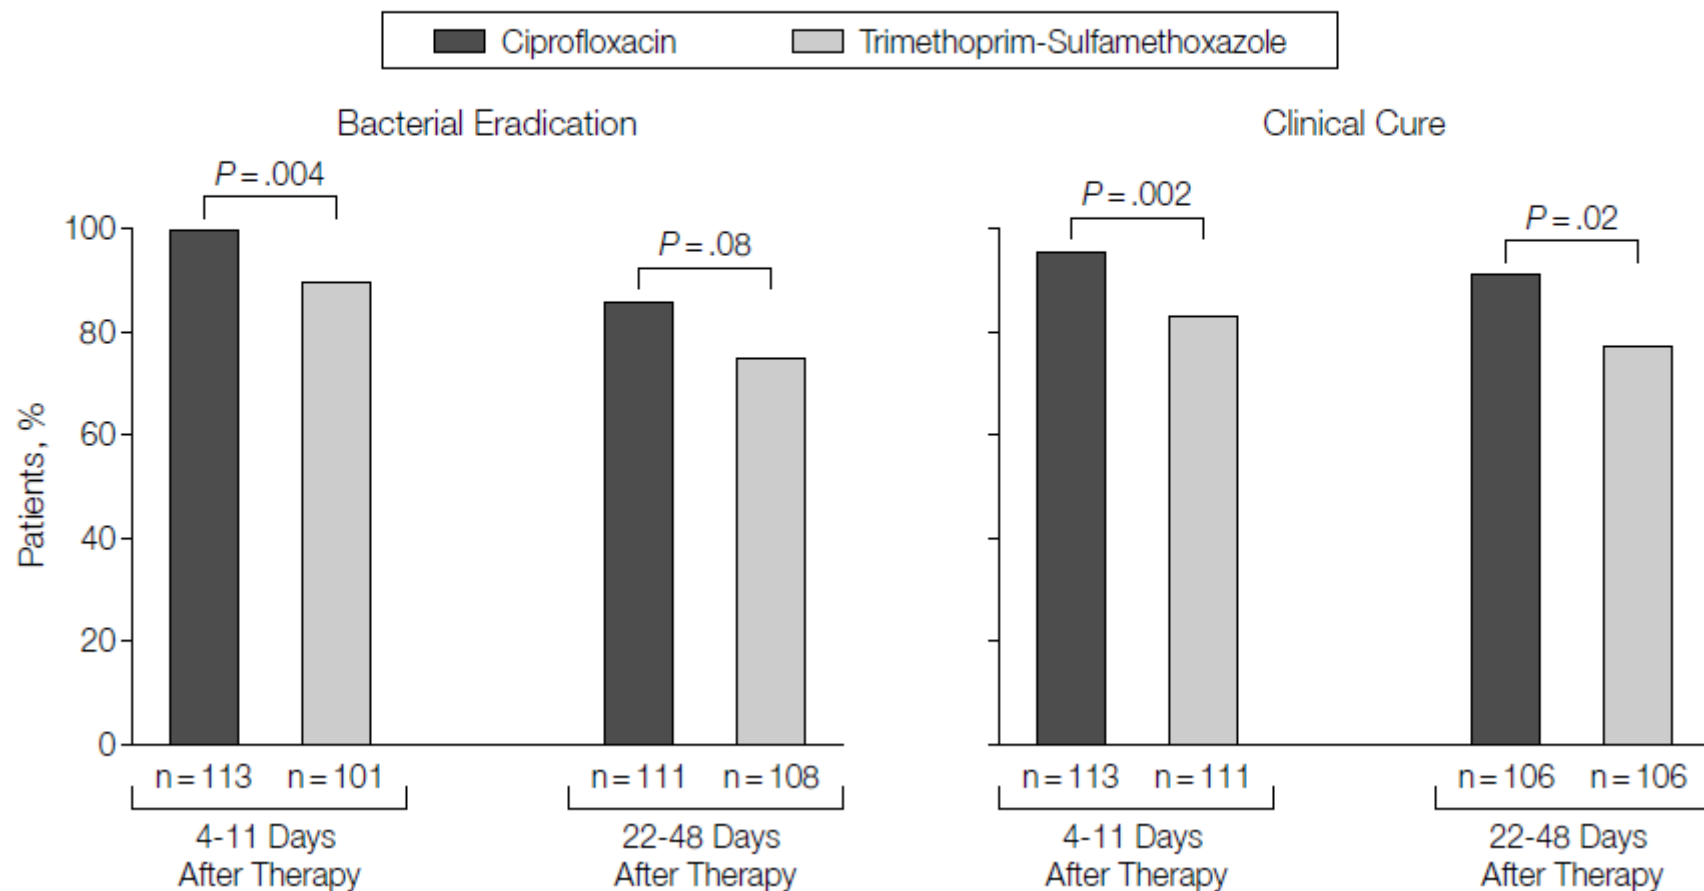 Ciprofloxacin Trimethoprim-Sulfamethoxazole
Bacterial Eradication
Clinical Cure
Patients, %
100
80
60
40
20
0
P = .004
P = .08
n = 113 n = 101
n = 111 n = 108
4-11 Days
After Therapy
22-48 Days
After Therapy
P = .002
P = .02
n = 113 n = 111
n = 106 n = 106
4-11 Days
After Therapy
22-48 Days
After Therapy